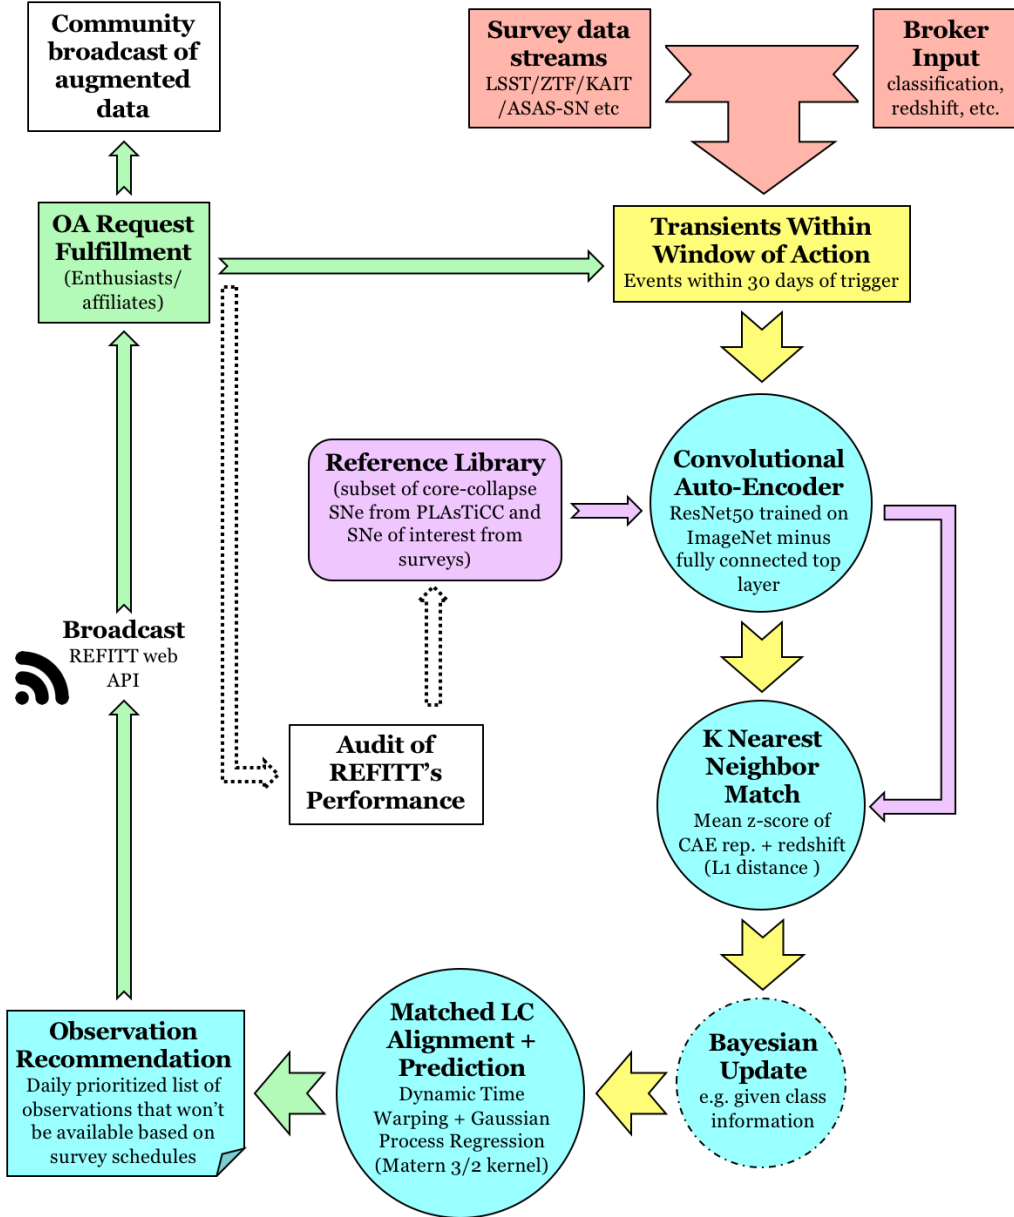 Community
broadcast of
augmented
data
Survey data
streams
LSST/ZTF/KAIT
/ASAS-SN etc
Broker
Input
classification,
redshift, etc.
OA Request
Fulfillment
(Enthusiasts/
affiliates)
Transients Within
Window of Action
Events within 30 days of trigger
Reference Library
(subset of core-collapse
SNe from PLAsTiCC and
SNe of interest from
surveys)
Convolutional
Auto-Encoder
ResNet50 trained on
ImageNet minus
fully connected top
layer
Broadcast
REFITT web
API
Audit of
REFITT's
Performance
K Nearest
Neighbor
Match
Mean z-score of
CAE rep. + redshift
(L1 distance )
Observation
Recommendation
Daily prioritized list of
observations that won't
be available based on
survey schedules
Matched LC
Alignment +
Prediction
Dynamic Time
Warping + Gaussian
Process Regression
(Matern 3/2 kernel)
Bayesian
Update
e.g. given class
information